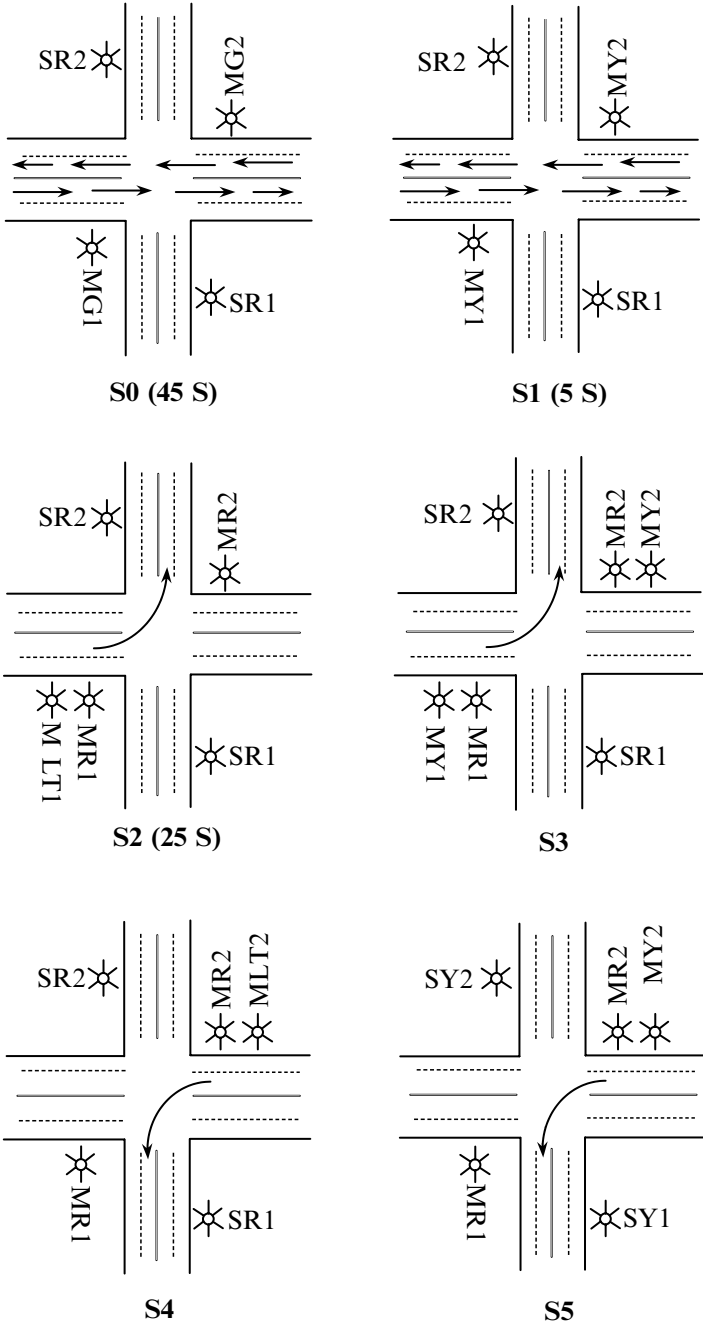 SR2
MG2
MG1
SR1
S0 (45 S)
SR2
MY2
MY1
SR1
S1 (5 S)
SR2
MR2
M LT1
MR1
SR1
S2 (25 S)
SR2
MR2
MY2
MY1
MR1
SR1
S3
SR2
MR2
MLT2
MR1
SR1
S4
SY2
MR2
MY2
MR1
SY1
S5